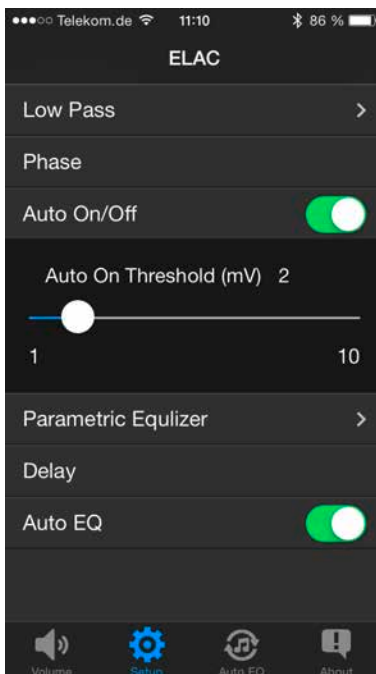 Telekom.de 11:10 86 %
ELAC
Low Pass
Phase
Auto On/Off
Auto On Threshold (mV) 2
1 10
Parametric Equlizer
Delay
Auto EQ
Volume Setup Auto EQ About